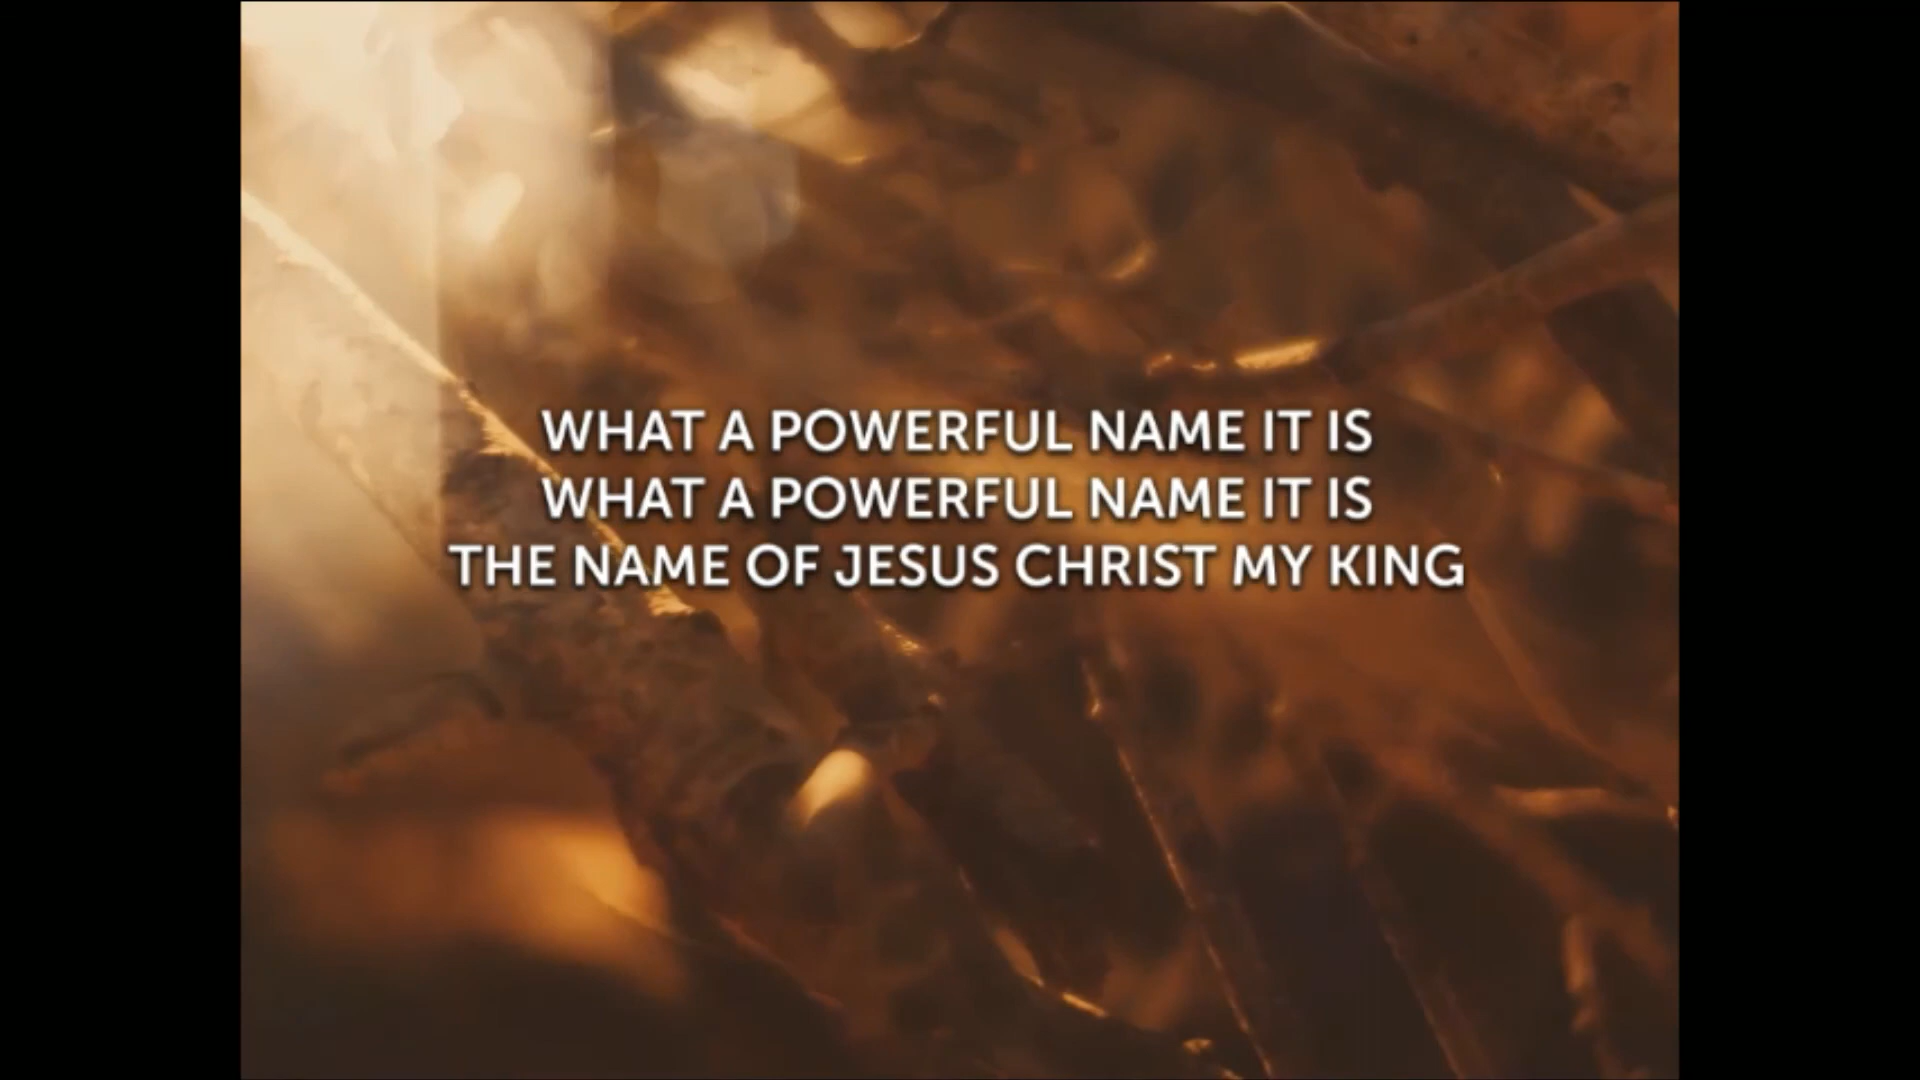 WHAT A POWERFUL NAME IT IS
WHAT A POWERFUL NAME IT IS
THE NAME OF JESUS CHRIST MY KING